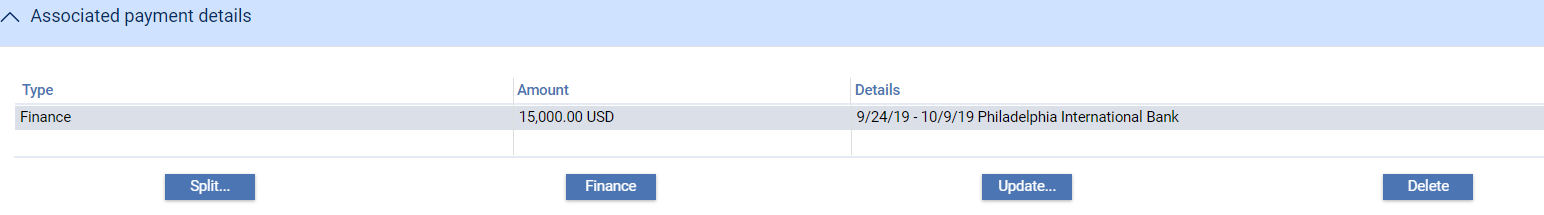 Associated payment details
Type Amount Details
Finance 15,000.00 USD 9/24/19 - 10/9/19 Philadelphia International Bank
Split... Finance Update... Delete